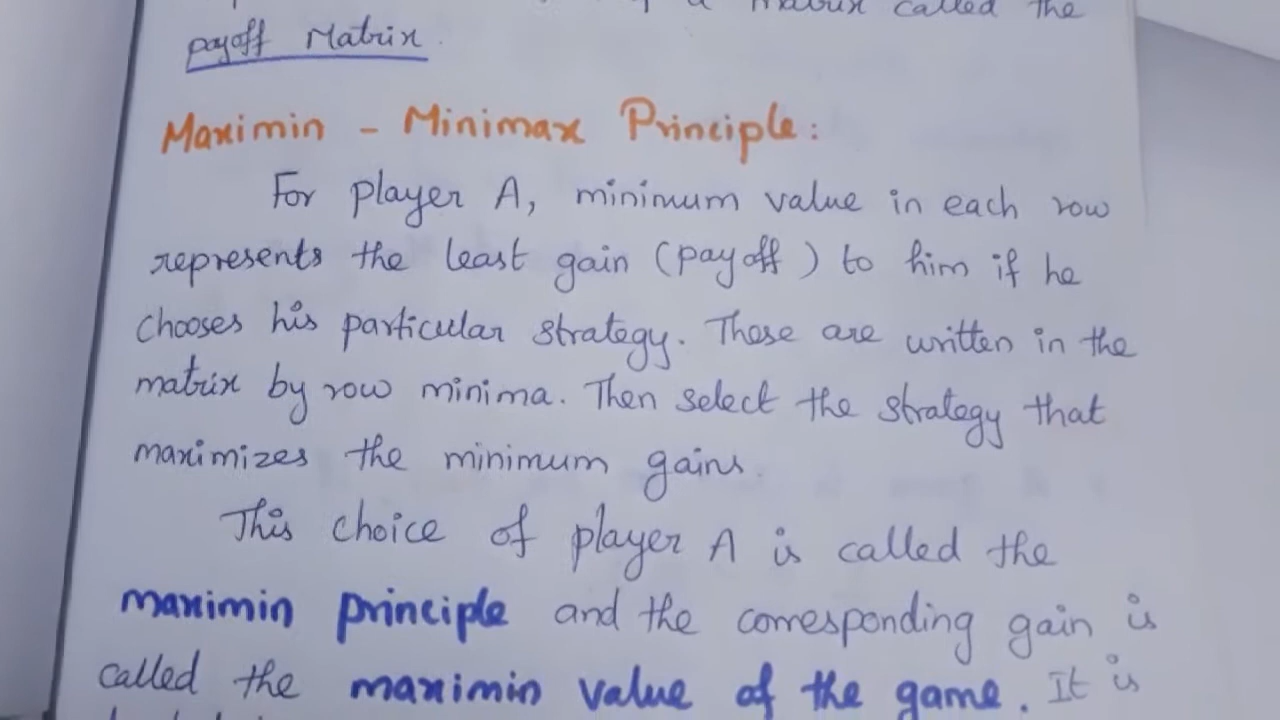 a matrix called the
payoff Matrix.
Maximin - Minimax Principle:
For player A, minimum value in each row
represents the least gain (payoff) to him if he
chooses his particular strategy. These are written in the
matrix by row minima. Then select the strategy that
maximizes the minimum gains.
This choice of player A is called the
maximin principle and the corresponding gain is
called the maximin value of the game. It is